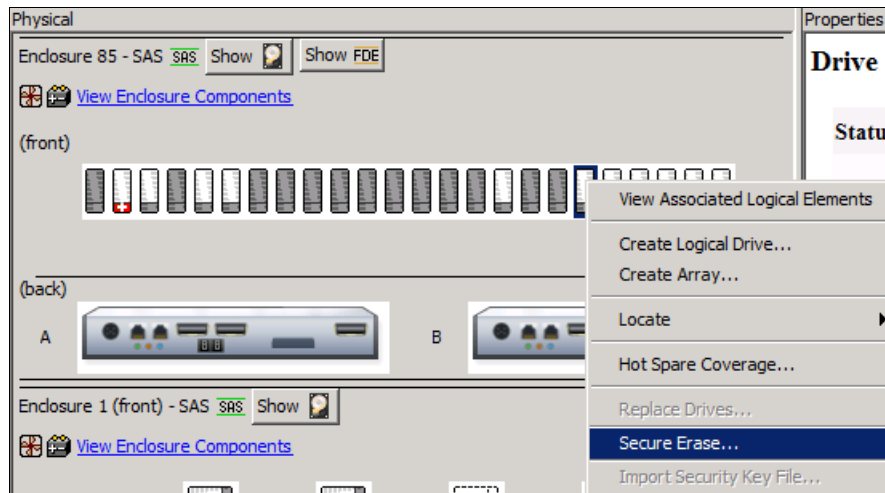 Physical
Properties
Enclosure 85 - SAS SAS Show Show FDE
Drive
View Enclosure Components
Statu
(front)
View Associated Logical Elements
Create Logical Drive...
Create Array...
(back)
Locate
A
B
Hot Spare Coverage...
Enclosure 1 (front) - SAS SAS Show
Replace Drives...
View Enclosure Components
Secure Erase...
Import Security Key File...